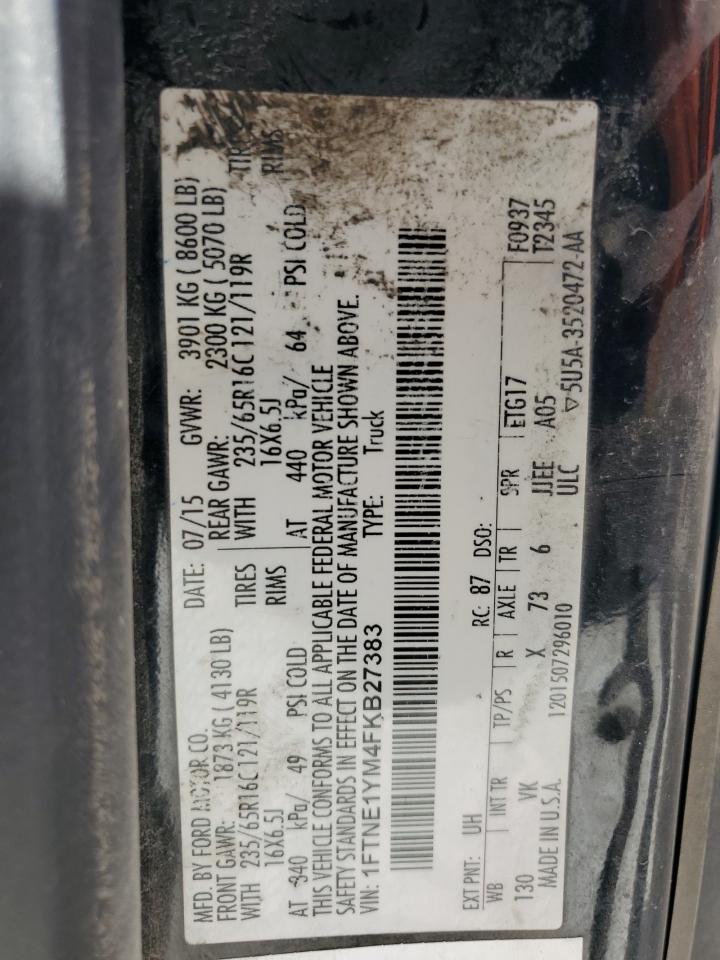 MFD. BY FORD MOTOR CO. DATE: 07/15 GVWR: 3901 KG ( 8600 LB)
FRONT GAWR: 1873 KG ( 4130 LB) REAR GAWR: 2300 KG ( 5070 LB)
WITH 235/65R16C 121/119R TIRES WITH 235/65R16C 121/119R TIRES
16X6.5J RIMS 16X6.5J RIMS
AT 340 kPa/ 49 PSI COLD AT 440 kPa/ 64 PSI COLD
THIS VEHICLE CONFORMS TO ALL APPLICABLE FEDERAL MOTOR VEHICLE
SAFETY STANDARDS IN EFFECT ON THE DATE OF MANUFACTURE SHOWN ABOVE.
VIN: 1FTNE1YM4FKB27383 TYPE: Truck
EXT PNT: UH RC: 87 DSO:
WB INT TR TP/PS R AXLE TR SPR ETG17 F0937
130 VK X 73 6 JJEE A05 T2345
MADE IN U.S.A. 1201507296010 ULC ▽5U5A-3520472-AA